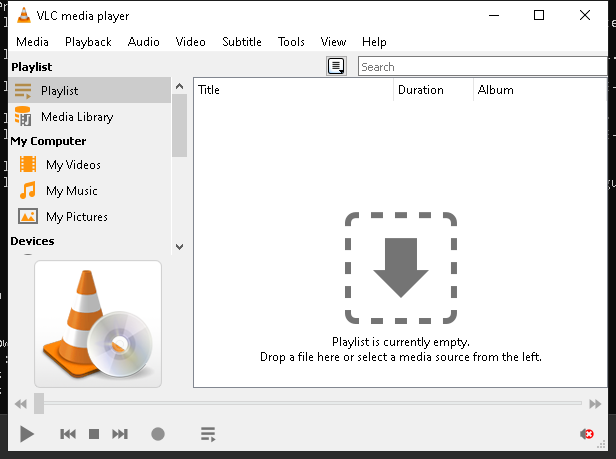 VLC media player
Media Playback Audio Video Subtitle Tools View Help
Playlist
Search
Playlist
Media Library
My Computer
My Videos
My Music
My Pictures
Devices
Title Duration Album
Playlist is currently empty.
Drop a file here or select a media source from the left.